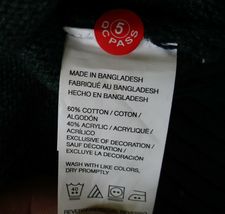 5
QC PASS
MADE IN BANGLADESH
FABRIQUÉ AU BANGLADESH
HECHO EN BANGLADESH
60% COTTON / COTON /
ALGODÓN
40% ACRYLIC / ACRYLIQUE /
ACRÍLICO
EXCLUSIVE OF DECORATION /
SAUF DÉCORATION /
EXCLUYE LA DECORACIÓN
WASH WITH LIKE COLORS,
DRY PROMPTLY